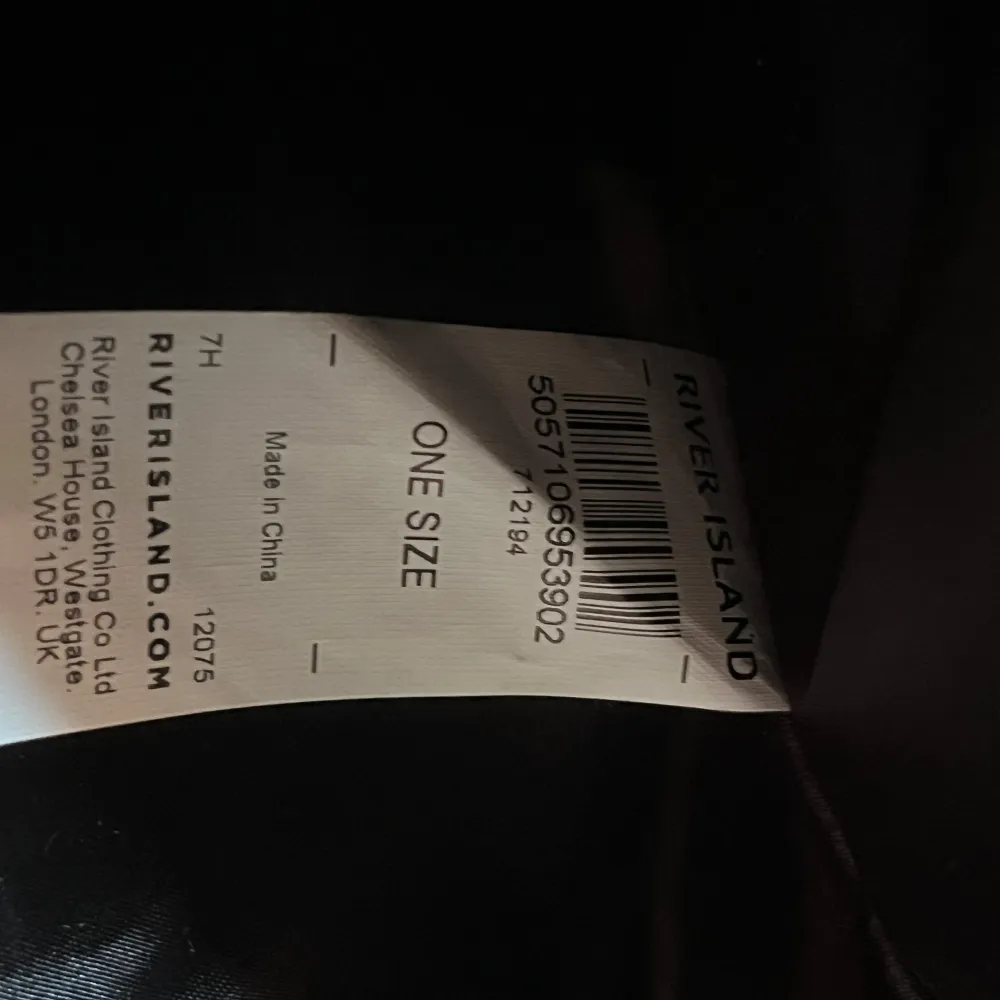 RIVER ISLAND
5057106953902
712194
ONE SIZE
Made In China
7H 12075
RIVERISLAND.COM
River Island Clothing Co Ltd
Chelsea House, Westgate.
London. W5 1DR. UK